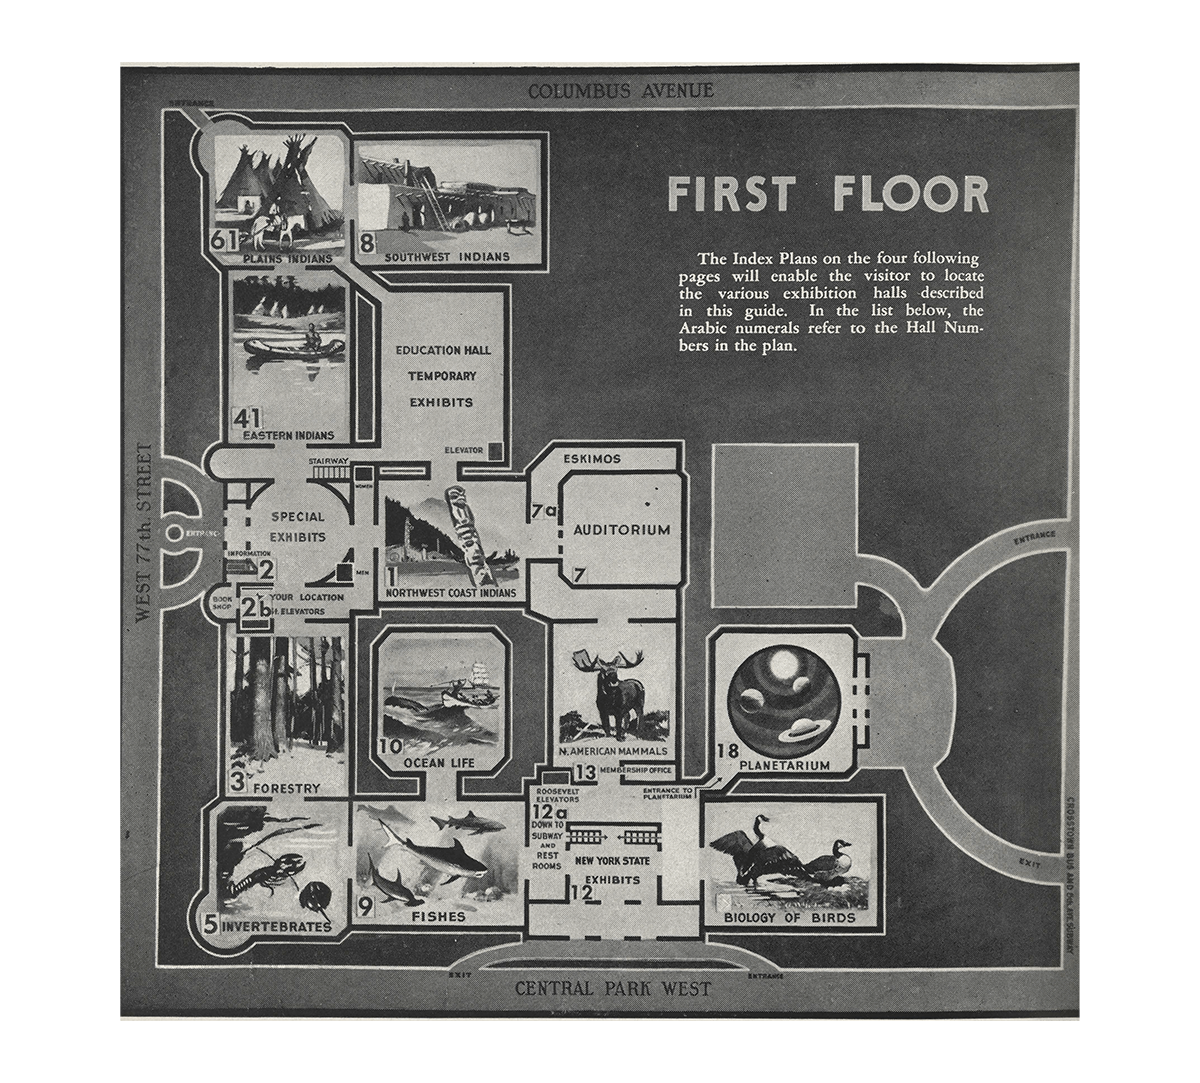 COLUMBUS AVENUE
ENTRANCE
FIRST FLOOR
The Index Plans on the four following
pages will enable the visitor to locate
the various exhibition halls described
in this guide. In the list below, the
Arabic numerals refer to the Hall Num-
bers in the plan.
61
PLAINS INDIANS
8
SOUTHWEST INDIANS
41
EASTERN INDIANS
EDUCATION HALL
TEMPORARY
EXHIBITS
ELEVATOR
STAIRWAY
WOMEN
ESKIMOS
7a
AUDITORIUM
7
WEST 77th. STREET
ENTRANCE
SPECIAL
EXHIBITS
INFORMATION
2
MEN
1
NORTHWEST COAST INDIANS
BOOK
SHOP
2b
YOUR LOCATION
ELEVATORS
ENTRANCE
3
FORESTRY
10
OCEAN LIFE
N. AMERICAN MAMMALS
13
MEMBERSHIP OFFICE
18
PLANETARIUM
ENTRANCE TO
PLANETARIUM
ROOSEVELT
ELEVATORS
12a
DOWN TO
SUBWAY
AND
REST
ROOMS
NEW YORK STATE
EXHIBITS
12
5
INVERTEBRATES
9
FISHES
BIOLOGY OF BIRDS
EXIT
CROSSTOWN BUS AND 8th. AVE. SUBWAY
EXIT
ENTRANCE
CENTRAL PARK WEST